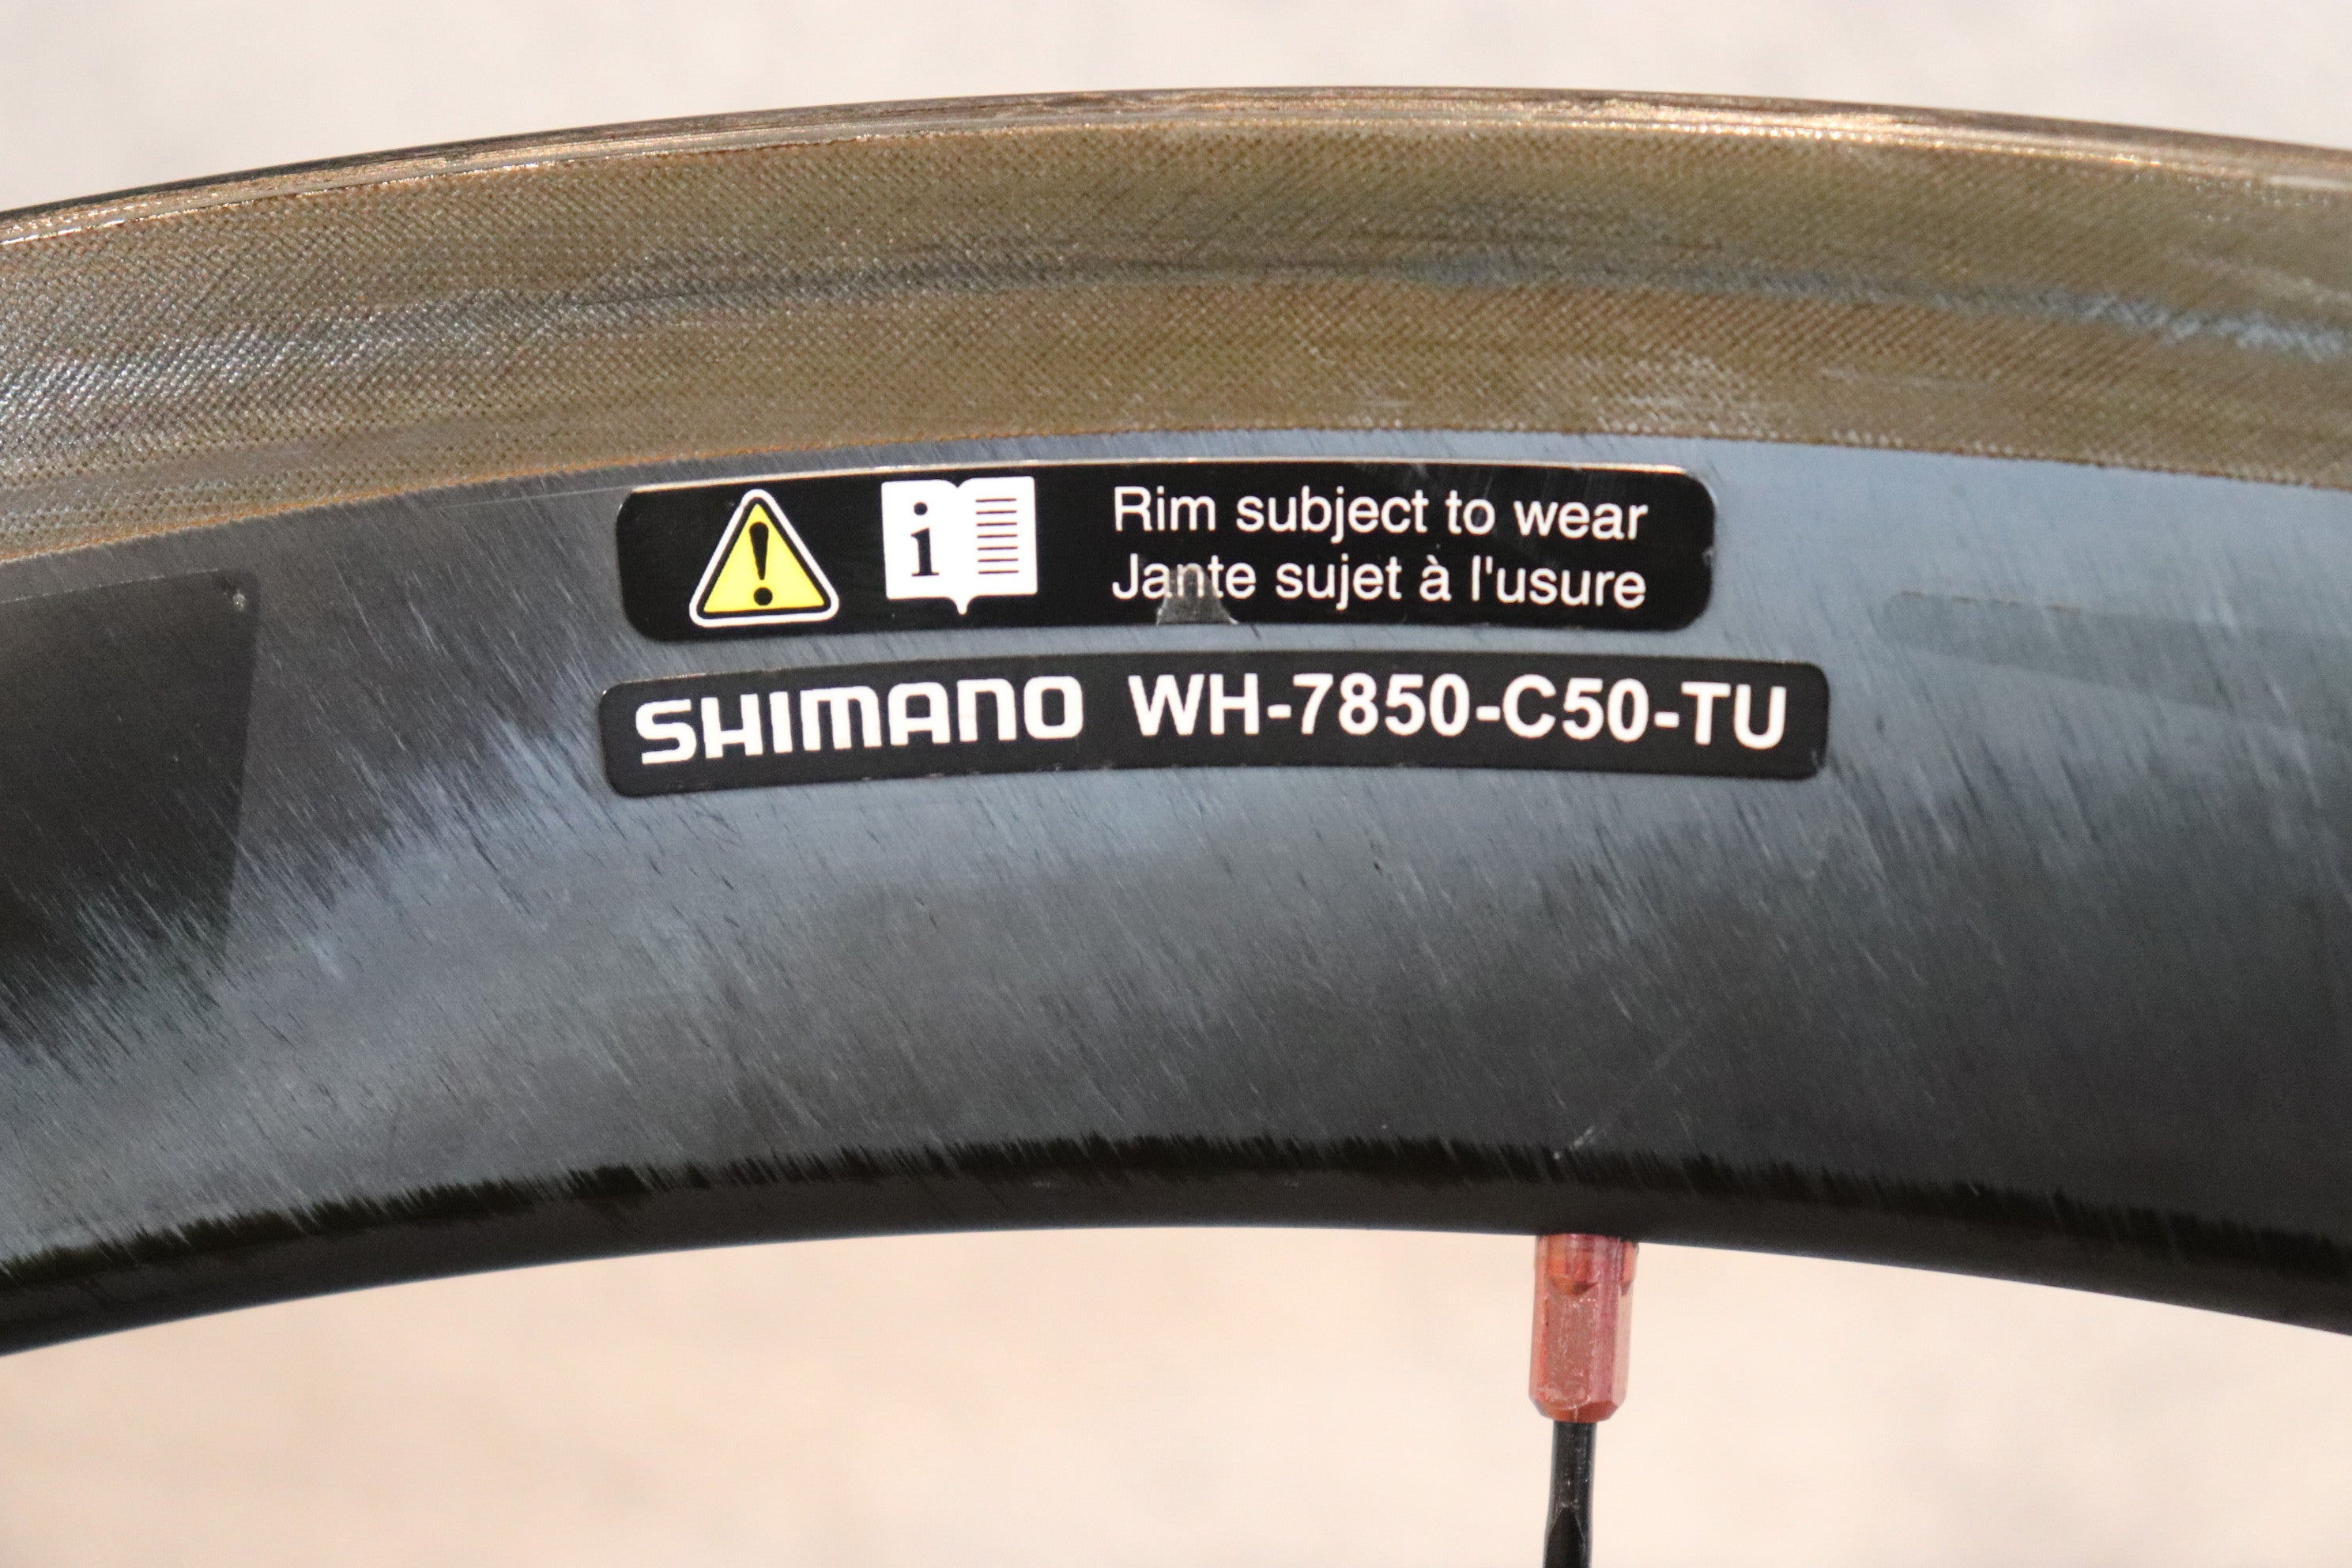 i
Rim subject to wear
Jante sujet à l'usure
SHIMANO WH-7850-C50-TU